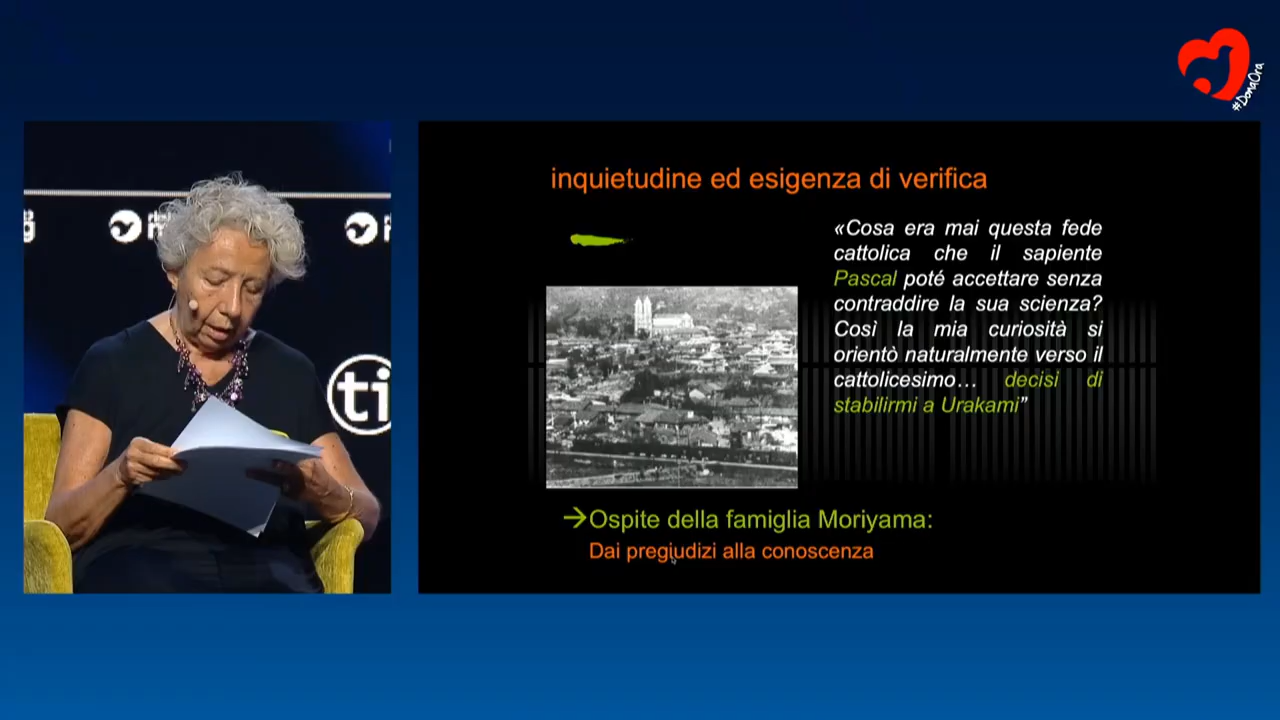 #DonaOra
inquietudine ed esigenza di verifica
«Cosa era mai questa fede
cattolica che il sapiente
Pascal poté accettare senza
contraddire la sua scienza?
Così la mia curiosità si
orientò naturalmente verso il
cattolicesimo… decisi di
stabilirmi a Urakami”
→Ospite della famiglia Moriyama:
Dai pregiudizi alla conoscenza
ti